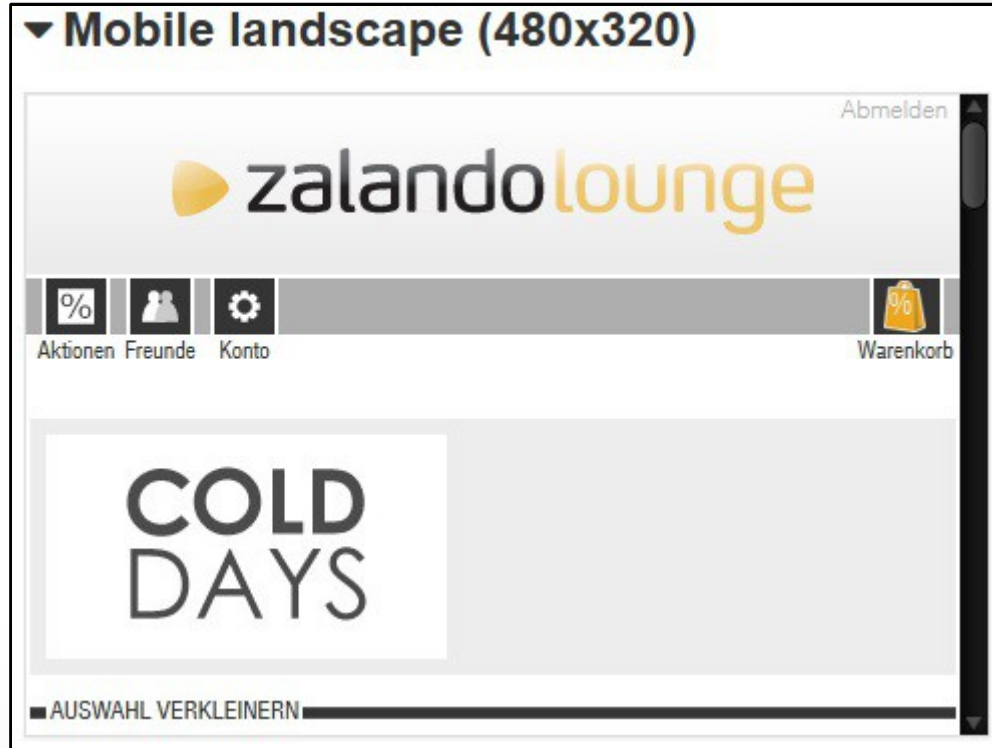 Mobile landscape (480x320)
Abmelden
zalandolounge
%
%
Aktionen Freunde Konto Warenkorb
COLD
DAYS
AUSWAHL VERKLEINERN